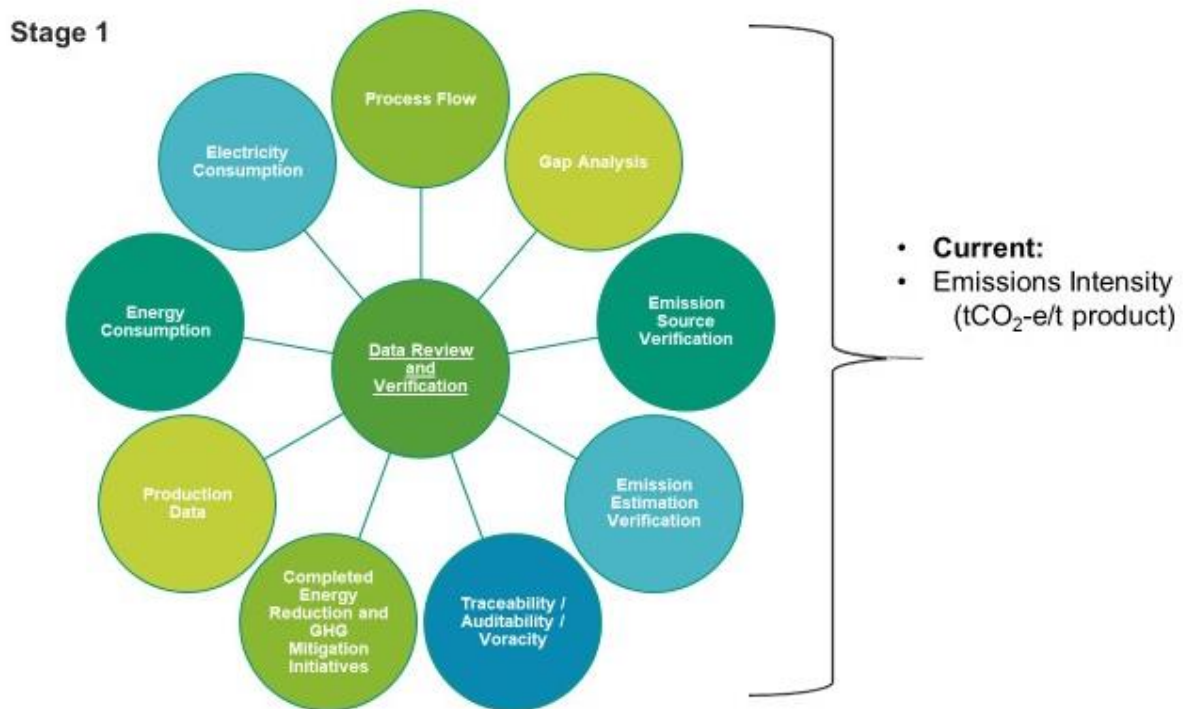 Stage 1
Process Flow
Gap Analysis
Emission
Source
Verification
Emission
Estimation
Verification
Traceability /
Auditability /
Voracity
Completed
Energy
Reduction and
GHG
Mitigation
Initiatives
Production
Data
Energy
Consumption
Electricity
Consumption
Data Review
and
Verification
• Current:
• Emissions Intensity
(tCO₂-e/t product)